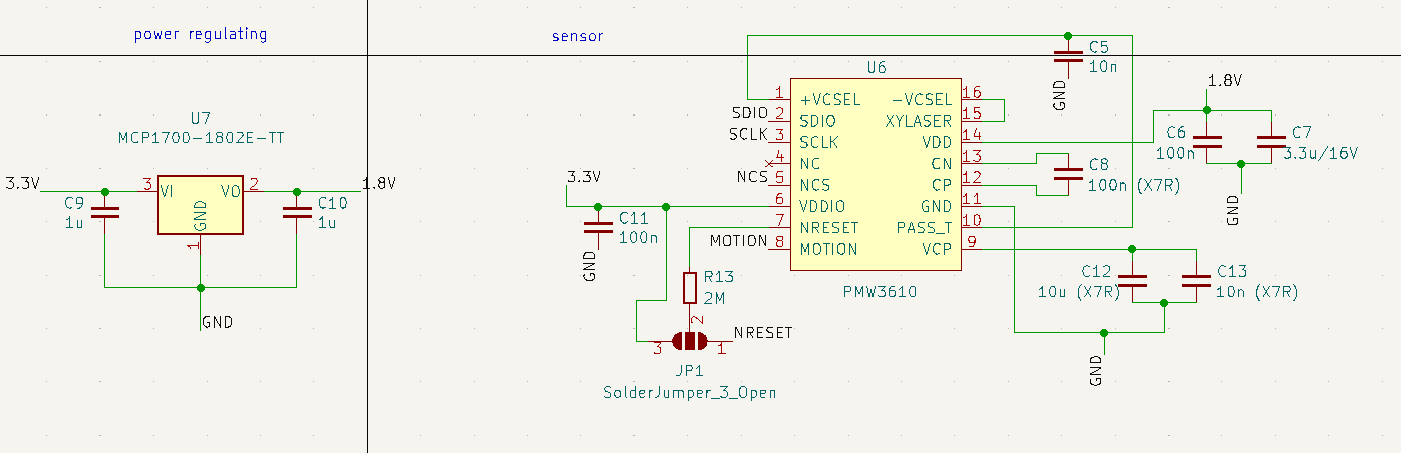 power regulating
sensor
U7
MCP1700-1802E-TT
3.3V
3
VI
VO
2
1.8V
GND
1
C9
1u
C10
1u
GND
U6
PMW3610
1
+VCSEL
SDIO
2
SDIO
SCLK
3
SCLK
4
NC
NCS
5
NCS
6
VDDIO
7
NRESET
MOTION
8
MOTION
-VCSEL
16
XYLASER
15
VDD
14
CN
13
CP
12
GND
11
PASS_T
10
VCP
9
C5
10n
GND
1.8V
C6
100n
C7
3.3u/16V
GND
C8
100n (X7R)
3.3V
C11
100n
GND
R13
2M
2
3
1
NRESET
JP1
SolderJumper_3_Open
C12
10u (X7R)
C13
10n (X7R)
GND